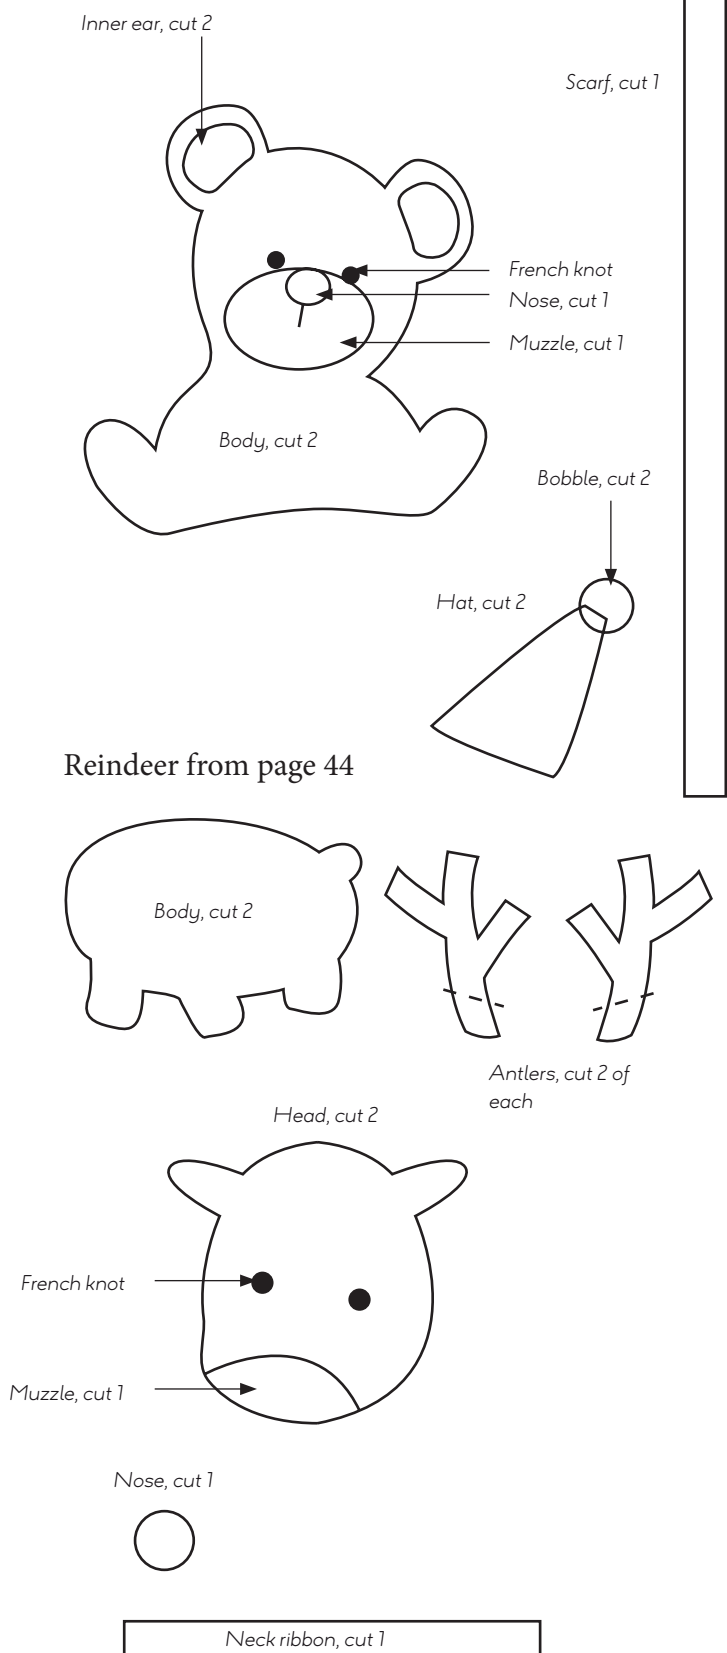 Inner ear, cut 2
Scarf, cut 1
French knot
Nose, cut 1
Muzzle, cut 1
Body, cut 2
Bobble, cut 2
Hat, cut 2
Reindeer from page 44
Body, cut 2
Antlers, cut 2 of
each
Head, cut 2
French knot
Muzzle, cut 1
Nose, cut 1
Neck ribbon, cut 1